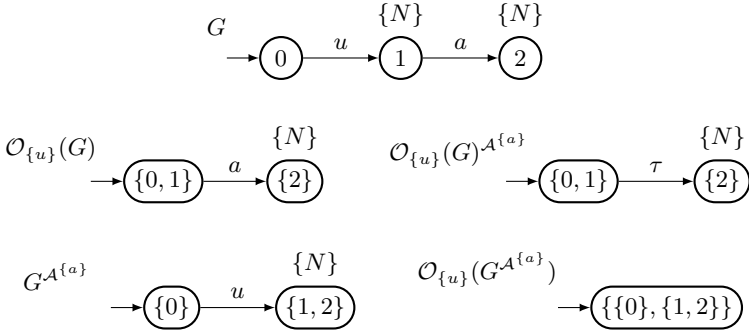 G {N} {N}
0 u 1 a 2
𝒪_{u}(G) {N} 𝒪_{u}(G)^{𝒜^{a}} {N}
{0, 1} a {2} {0, 1} τ {2}
G^{𝒜^{a}} {N} 𝒪_{u}(G^{𝒜^{a}})
{0} u {1, 2} {{0}, {1, 2}}